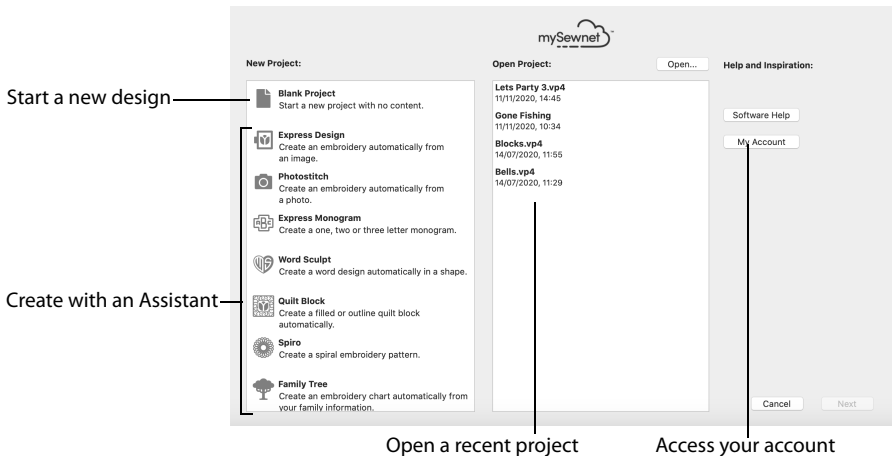 mySewnet
New Project:
Open Project:
Open...
Help and Inspiration:
Start a new design
Blank Project
Start a new project with no content.
Express Design
Create an embroidery automatically from
an image.
Photostitch
Create an embroidery automatically from
a photo.
Express Monogram
Create a one, two or three letter monogram.
Word Sculpt
Create a word design automatically in a shape.
Create with an Assistant
Quilt Block
Create a filled or outline quilt block
automatically.
Spiro
Create a spiral embroidery pattern.
Family Tree
Create an embroidery chart automatically from
your family information.
Lets Party 3.vp4
11/11/2020, 14:45
Gone Fishing
11/11/2020, 10:34
Blocks.vp4
14/07/2020, 11:55
Bells.vp4
14/07/2020, 11:29
Software Help
My Account
Cancel
Next
Open a recent project
Access your account